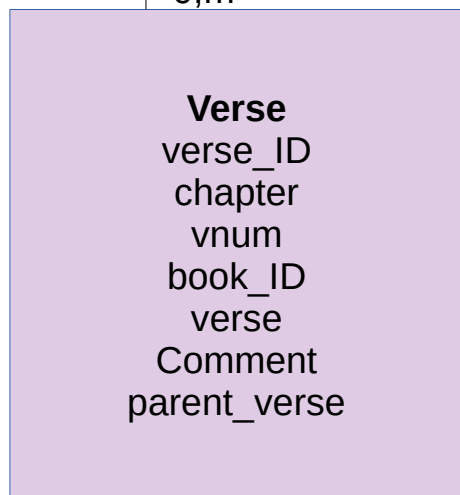 Verse
verse_ID
chapter
vnum
book_ID
verse
Comment
parent_verse